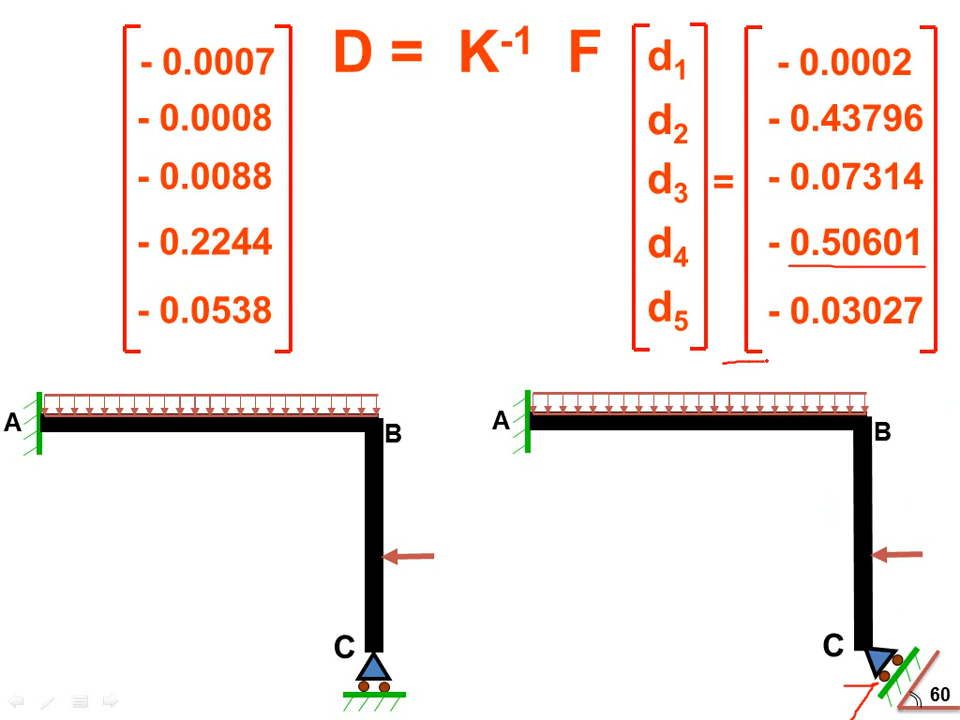 D = K-1 F
- 0.0007
- 0.0008
- 0.0088
- 0.2244
- 0.0538
d1
d2
d3
d4
d5
=
- 0.0002
- 0.43796
- 0.07314
- 0.50601
- 0.03027
A
B
C
A
B
C
60